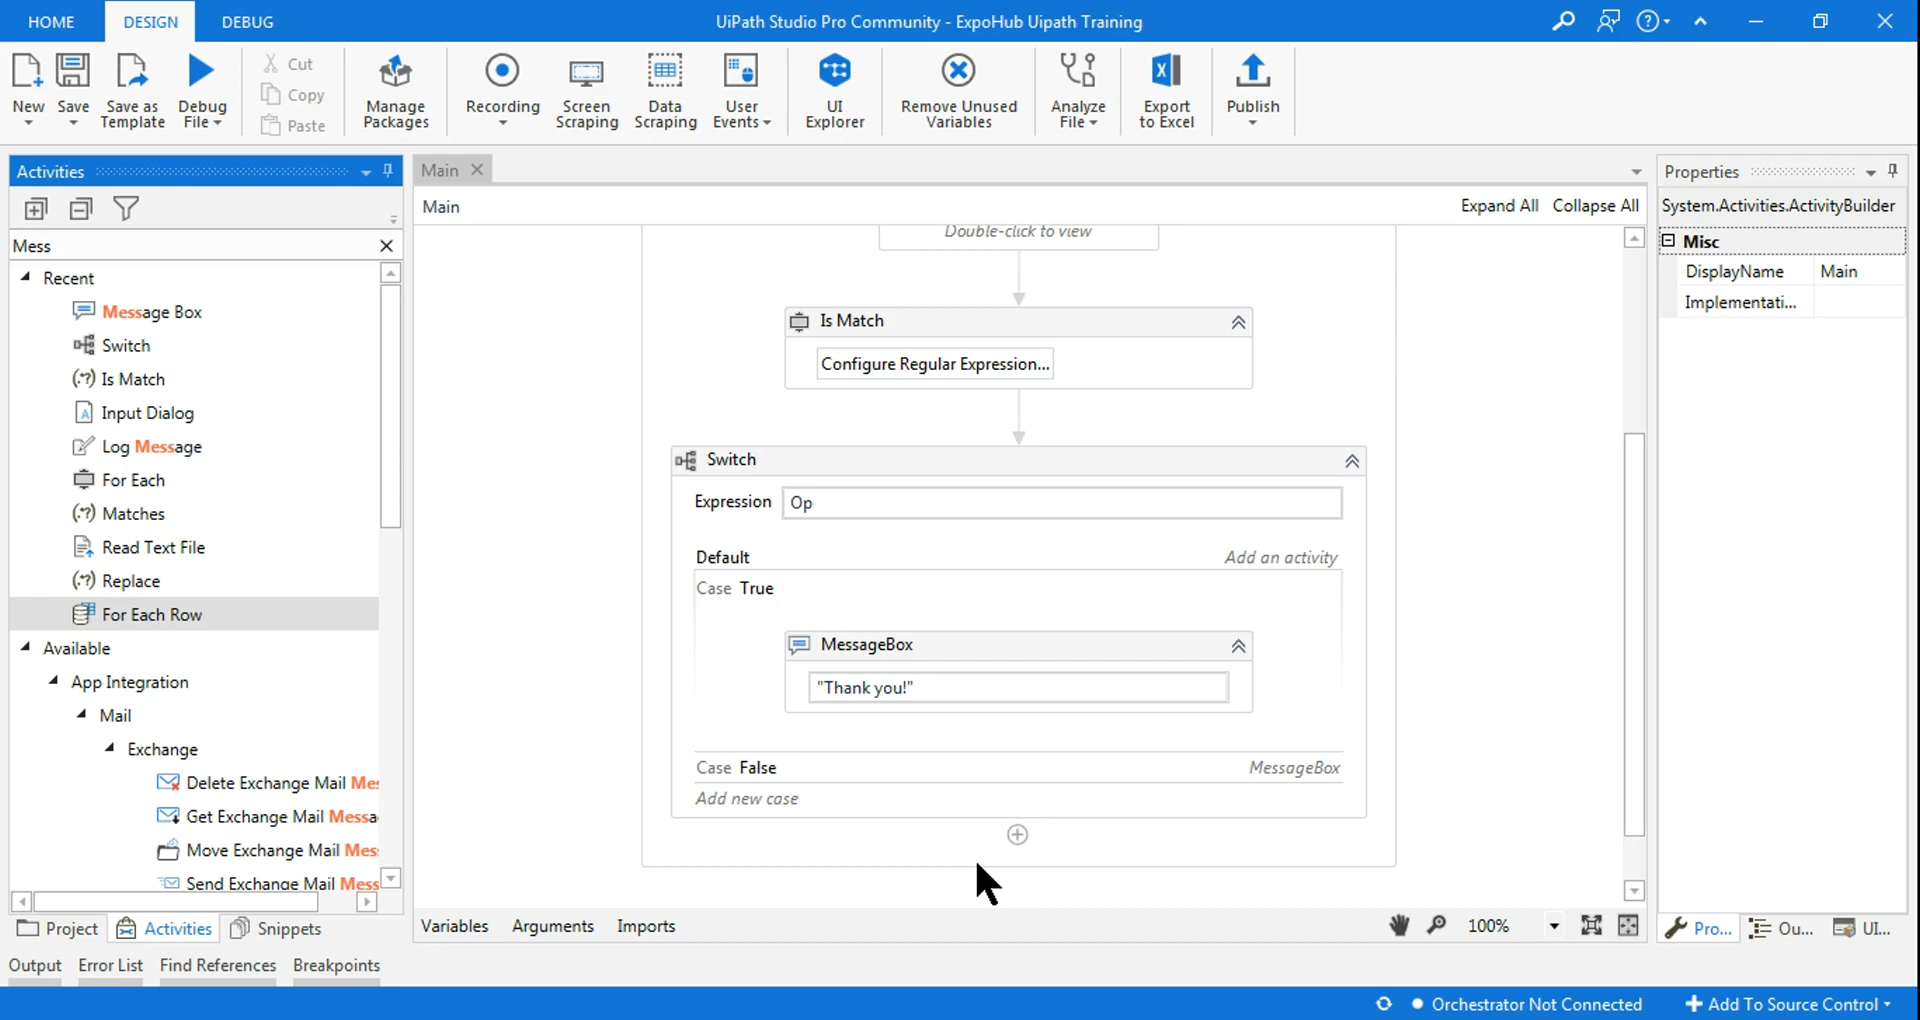 HOME DESIGN DEBUG UiPath Studio Pro Community - ExpoHub Uipath Training
New Save Save as Template Debug File Cut Copy Paste Manage Packages Recording Screen Scraping Data Scraping User Events UI Explorer Remove Unused Variables Analyze File Export to Excel Publish
Activities
Mess
Recent
Message Box
Switch
Is Match
Input Dialog
Log Message
For Each
Matches
Read Text File
Replace
For Each Row
Available
App Integration
Mail
Exchange
Delete Exchange Mail Mes
Get Exchange Mail Messa
Move Exchange Mail Mes
Send Exchange Mail Mess
Project Activities Snippets
Main
Main Expand All Collapse All
Double-click to view
Is Match
Configure Regular Expression...
Switch
Expression Op
Default Add an activity
Case True
MessageBox
"Thank you!"
Case False MessageBox
Add new case
Variables Arguments Imports 100%
Properties
System.Activities.ActivityBuilder
Misc
DisplayName Main
Implementati...
Pro... Ou... UI...
Output Error List Find References Breakpoints
Orchestrator Not Connected Add To Source Control